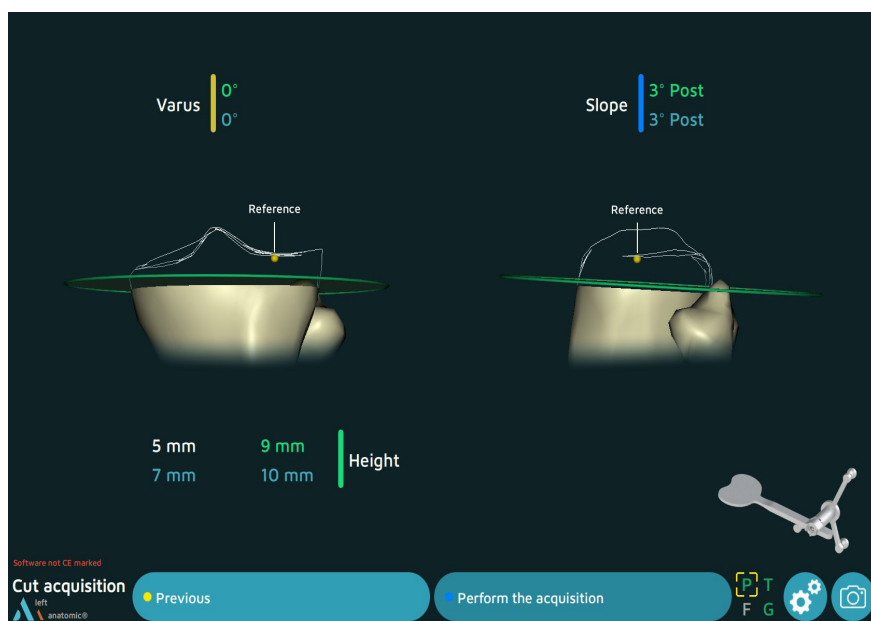 Varus
0°
0°
Slope
3° Post
3° Post
Reference
Reference
5 mm
9 mm
7 mm
10 mm
Height
Software not CE marked
Cut acquisition
left
anatomic®
Previous
Perform the acquisition
P T
F G